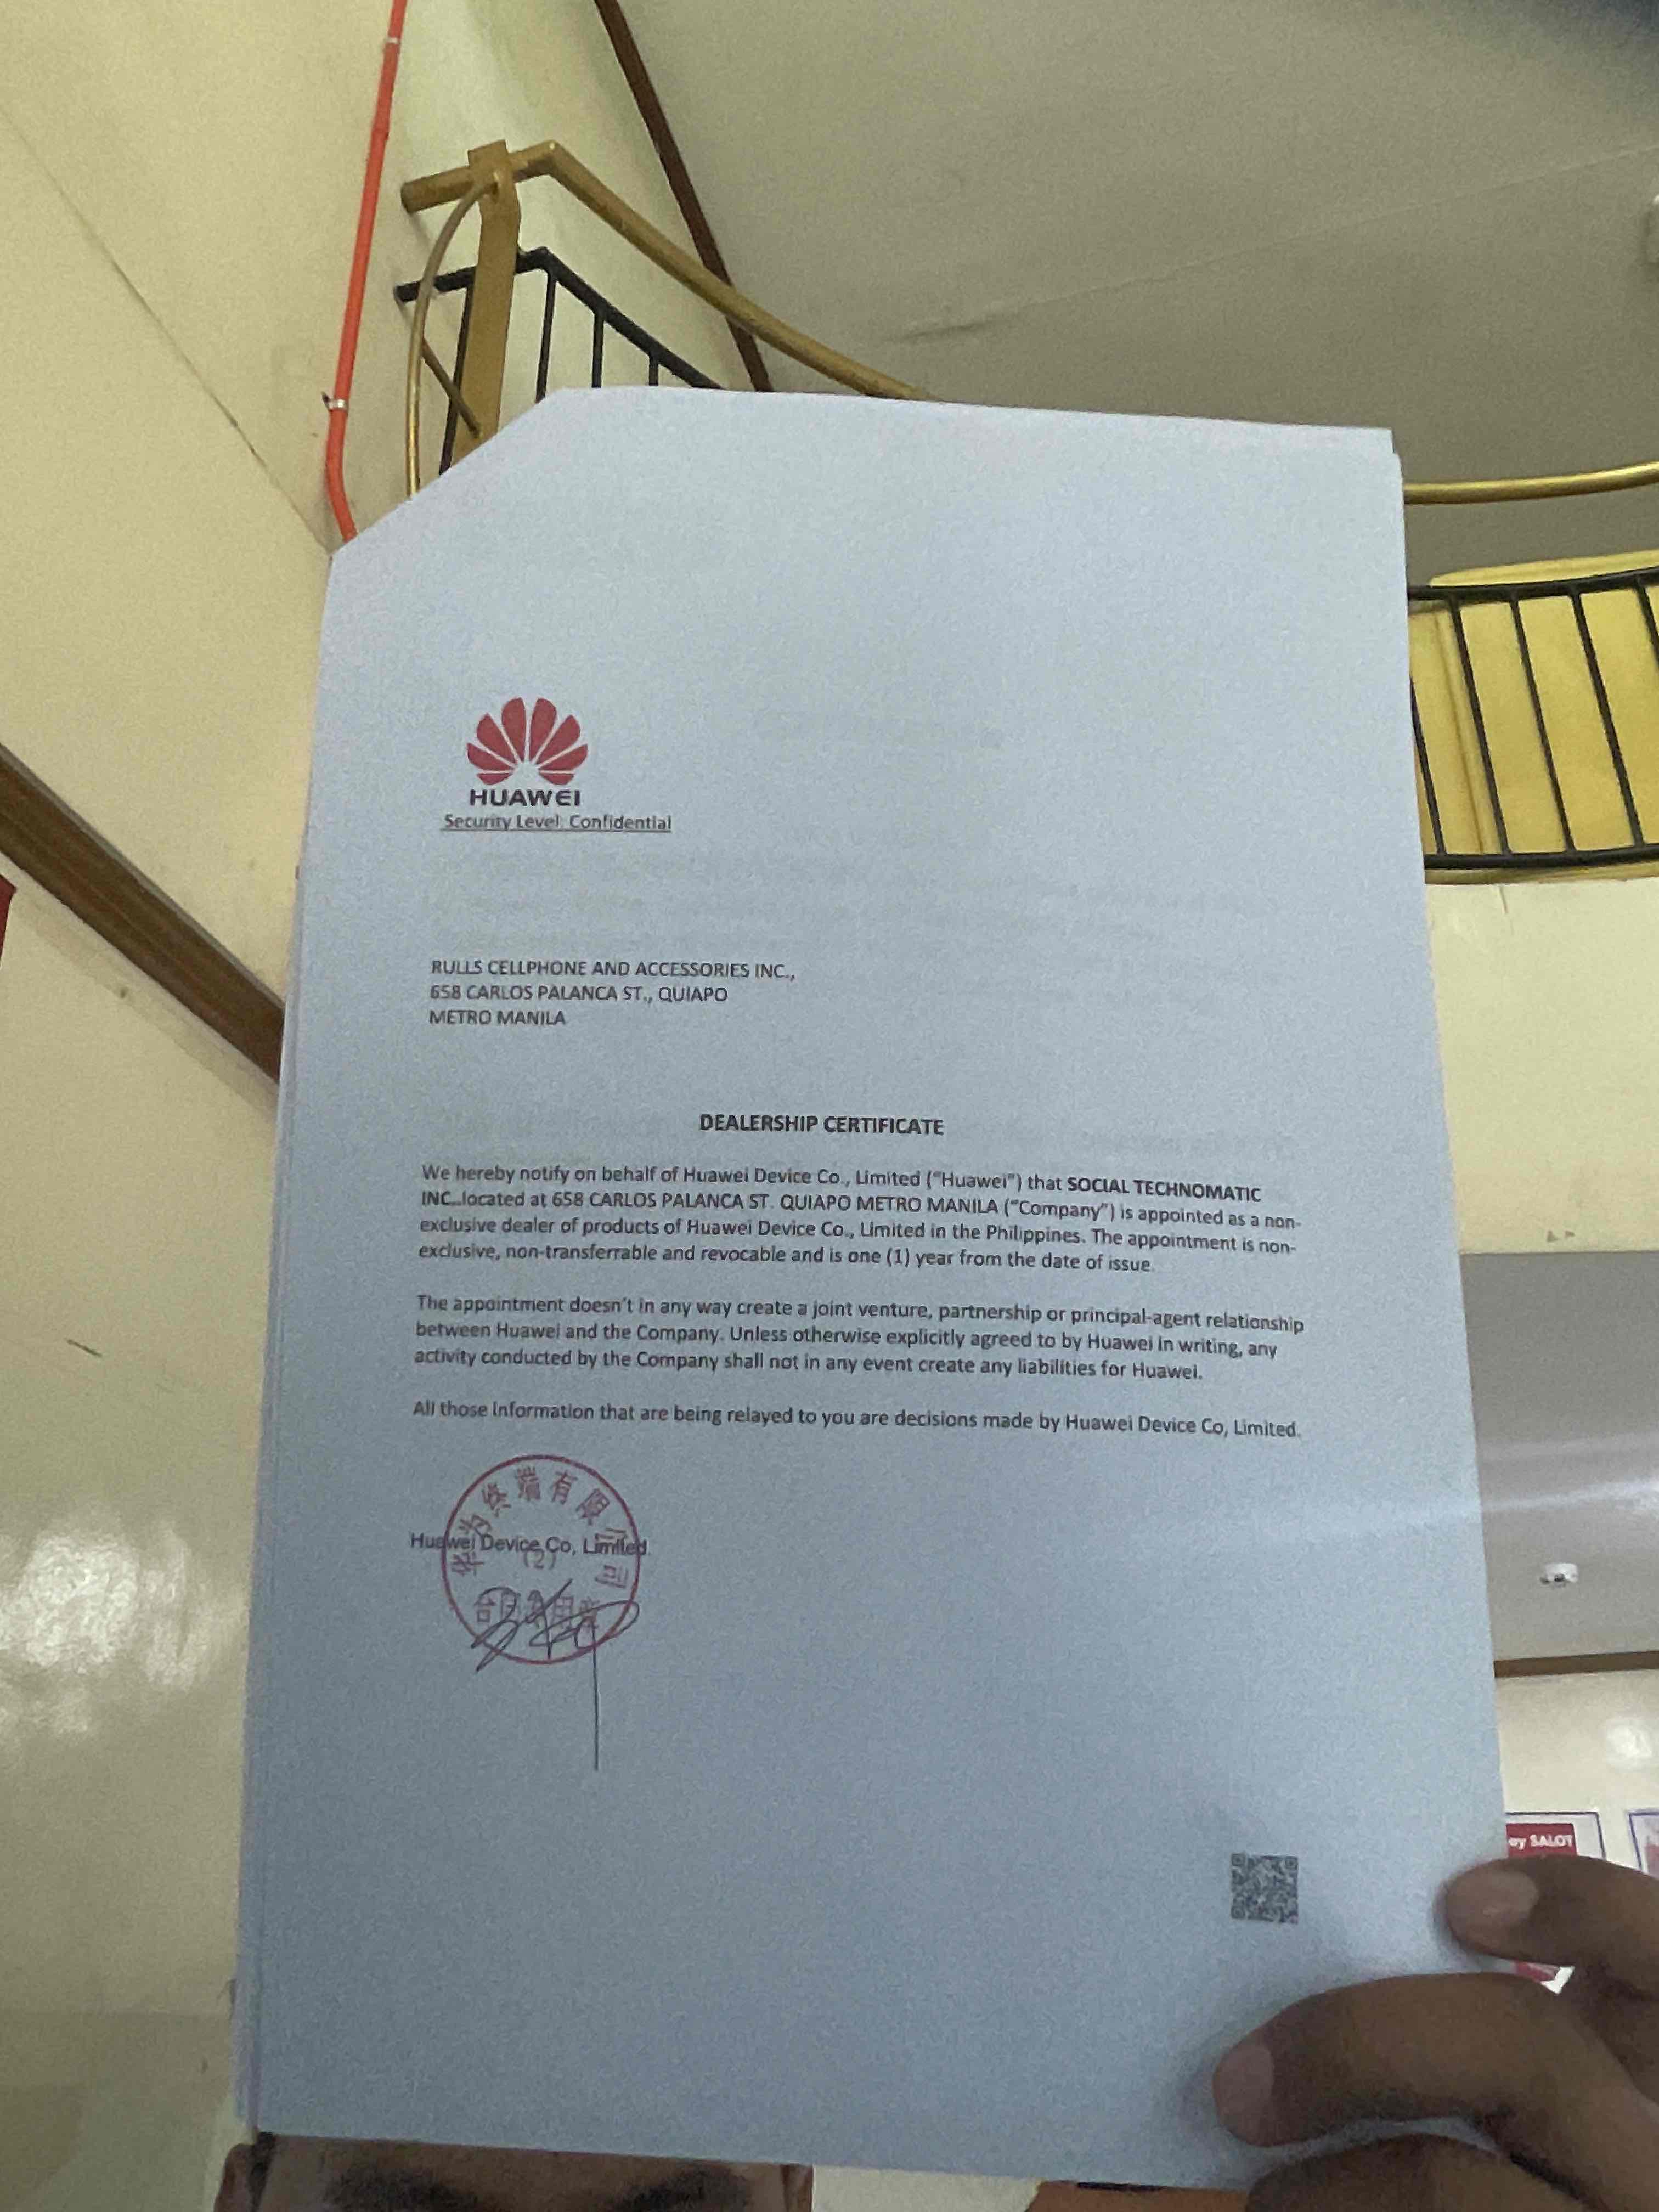 HUAWEI
Security Level: Confidential
RULLS CELLPHONE AND ACCESSORIES INC.,
658 CARLOS PALANCA ST., QUIAPO
METRO MANILA
DEALERSHIP CERTIFICATE
We hereby notify on behalf of Huawei Device Co., Limited ("Huawei") that SOCIAL TECHNOMATIC
INC..located at 658 CARLOS PALANCA ST. QUIAPO METRO MANILA ("Company") is appointed as a non-
exclusive dealer of products of Huawei Device Co., Limited in the Philippines. The appointment is non-
exclusive, non-transferrable and revocable and is one (1) year from the date of issue.
The appointment doesn't in any way create a joint venture, partnership or principal-agent relationship
between Huawei and the Company. Unless otherwise explicitly agreed to by Huawei in writing, any
activity conducted by the Company shall not in any event create any liabilities for Huawei.
All those information that are being relayed to you are decisions made by Huawei Device Co, Limited.
华为终端有限公司
Huawei Device Co, Limited
(2)
SALOT